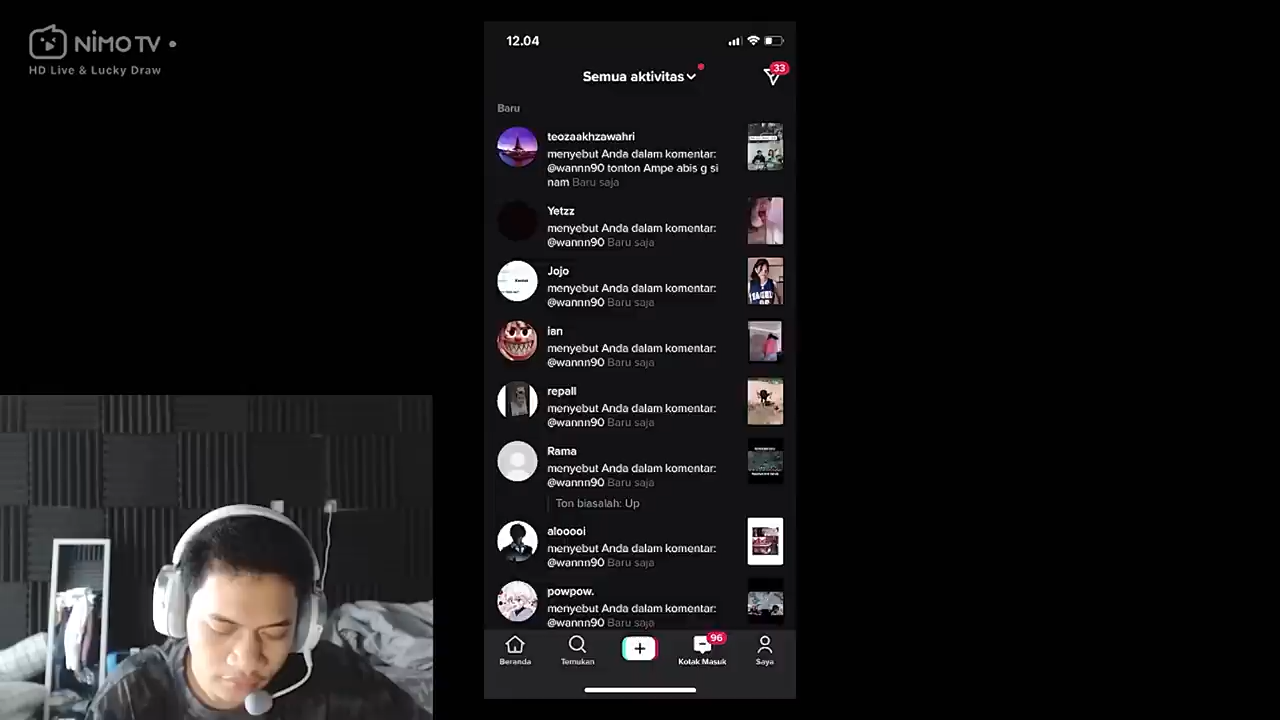 NIMO TV
HD Live & Lucky Draw
12.04
Semua aktivitas
33
Baru
teozaakhzawahri
menyebut Anda dalam komentar:
@wannn90 tonton Ampe abis g si
nam Baru saja
Yetzz
menyebut Anda dalam komentar:
@wannn90 Baru saja
Jojo
menyebut Anda dalam komentar:
@wannn90 Baru saja
ian
menyebut Anda dalam komentar:
@wannn90 Baru saja
repall
menyebut Anda dalam komentar:
@wannn90 Baru saja
Rama
menyebut Anda dalam komentar:
@wannn90 Baru saja
Ton biasalah: Up
alooooi
menyebut Anda dalam komentar:
@wannn90 Baru saja
powpow.
menyebut Anda dalam komentar:
@wannn90 Baru saja
96
Beranda
Temukan
Kotak Masuk
Saya